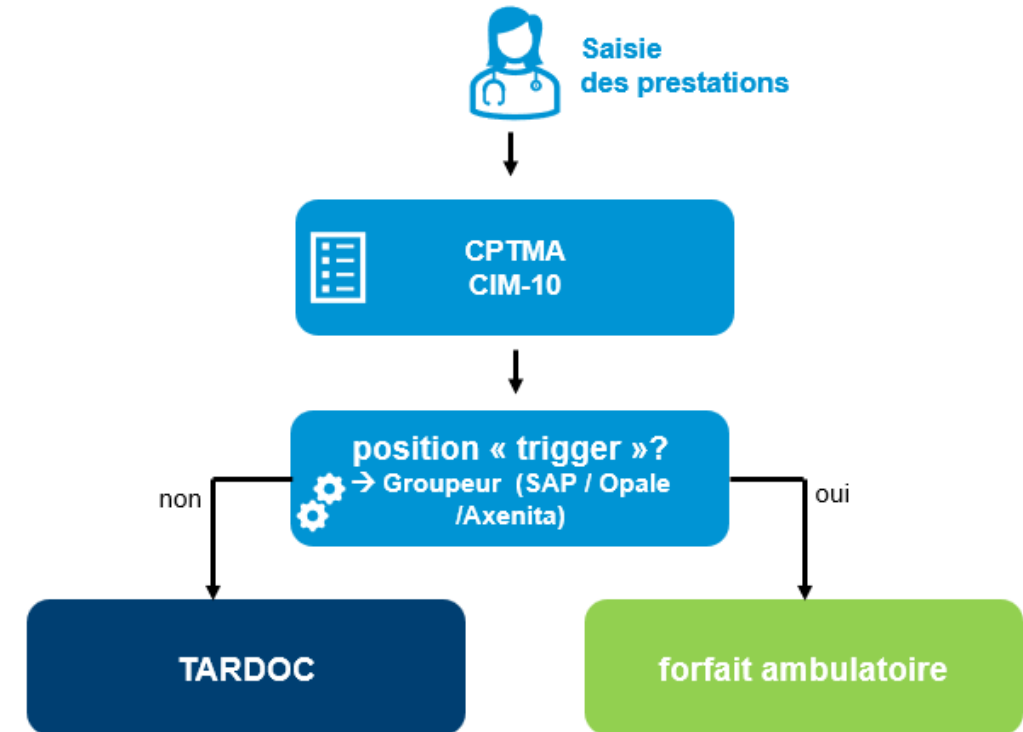 Saisie
des prestations
CPTMA
CIM-10
position « trigger »?
→ Groupeur (SAP / Opale
/Axenita)
non
oui
TARDOC
forfait ambulatoire